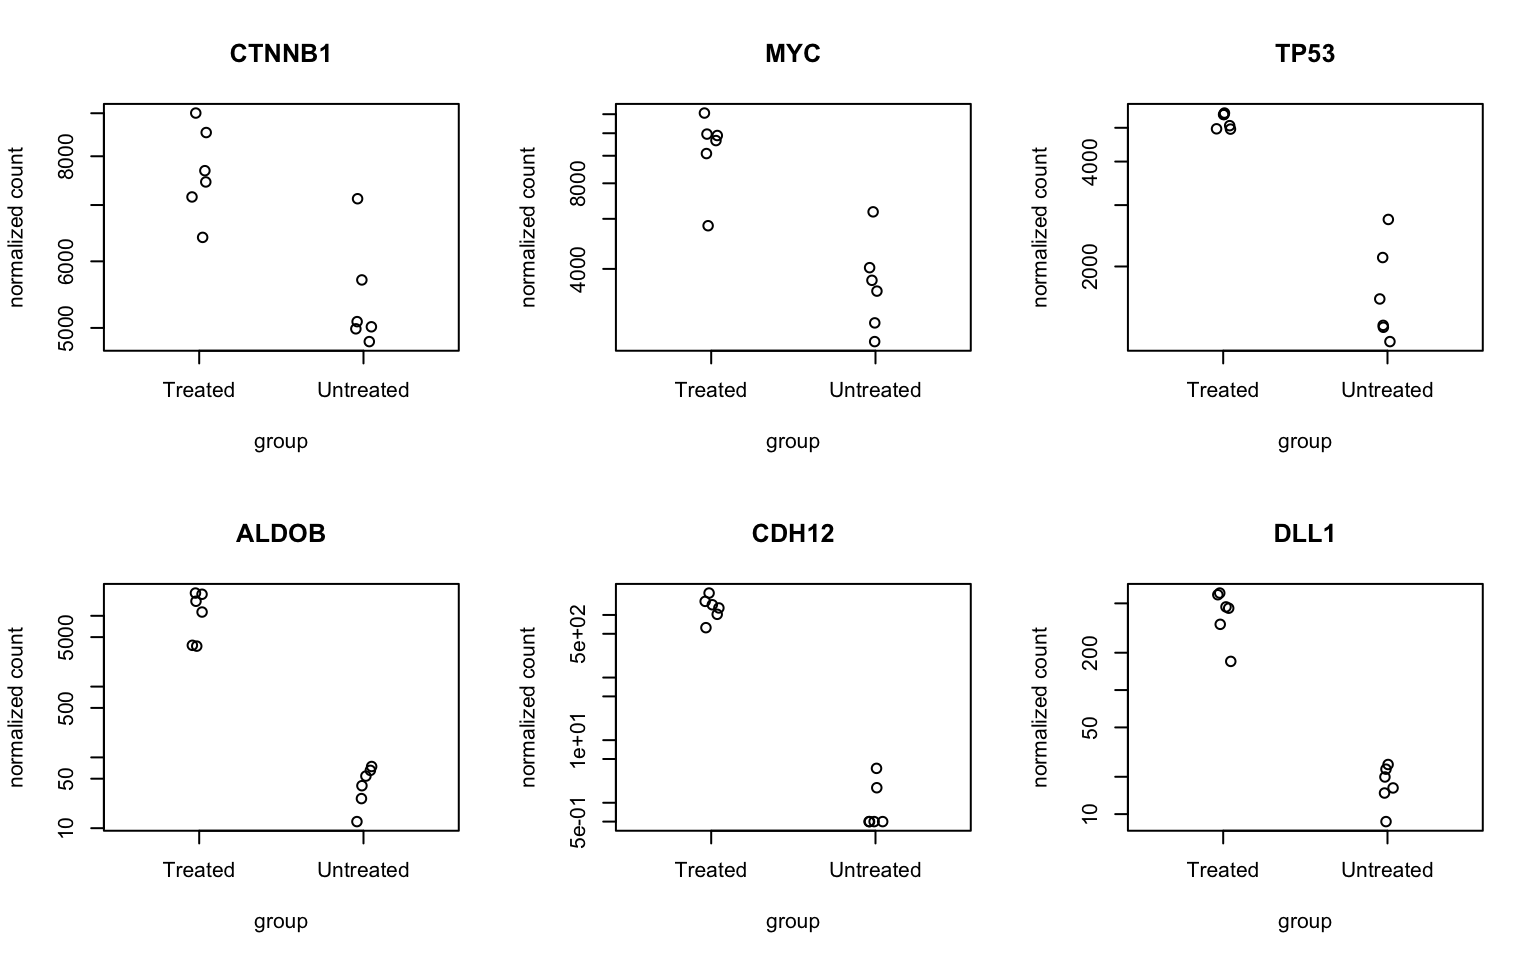 CTNNB1
normalized count
8000
6000
5000
Treated Untreated
group
MYC
normalized count
8000
4000
Treated Untreated
group
TP53
normalized count
4000
2000
Treated Untreated
group
ALDOB
normalized count
5000
500
50
10
Treated Untreated
group
CDH12
normalized count
5e+02
1e+01
5e-01
Treated Untreated
group
DLL1
normalized count
200
50
10
Treated Untreated
group